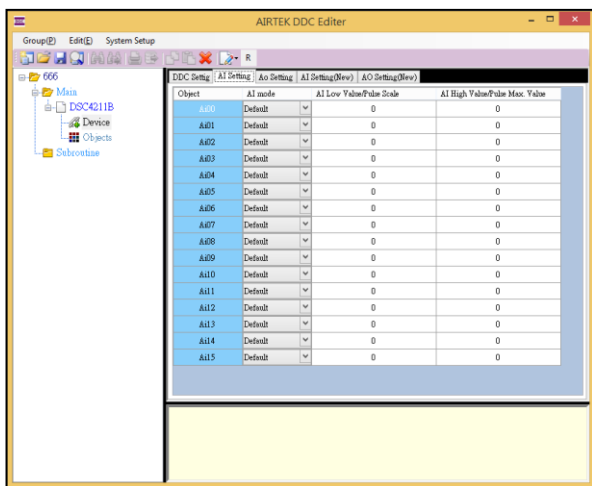 AIRTEK DDC Editer
Group(P) Edit(E) System Setup
R
666
Main
DSC4211B
Device
Objects
Subroutine
DDC Settig AI Setting Ao Setting AI Setting(New) AO Setting(New)
Object AI mode AI Low Value/Pulse Scale AI High Value/Pulse Max. Value
Ai00 Default 0 0
Ai01 Default 0 0
Ai02 Default 0 0
Ai03 Default 0 0
Ai04 Default 0 0
Ai05 Default 0 0
Ai06 Default 0 0
Ai07 Default 0 0
Ai08 Default 0 0
Ai09 Default 0 0
Ai10 Default 0 0
Ai11 Default 0 0
Ai12 Default 0 0
Ai13 Default 0 0
Ai14 Default 0 0
Ai15 Default 0 0